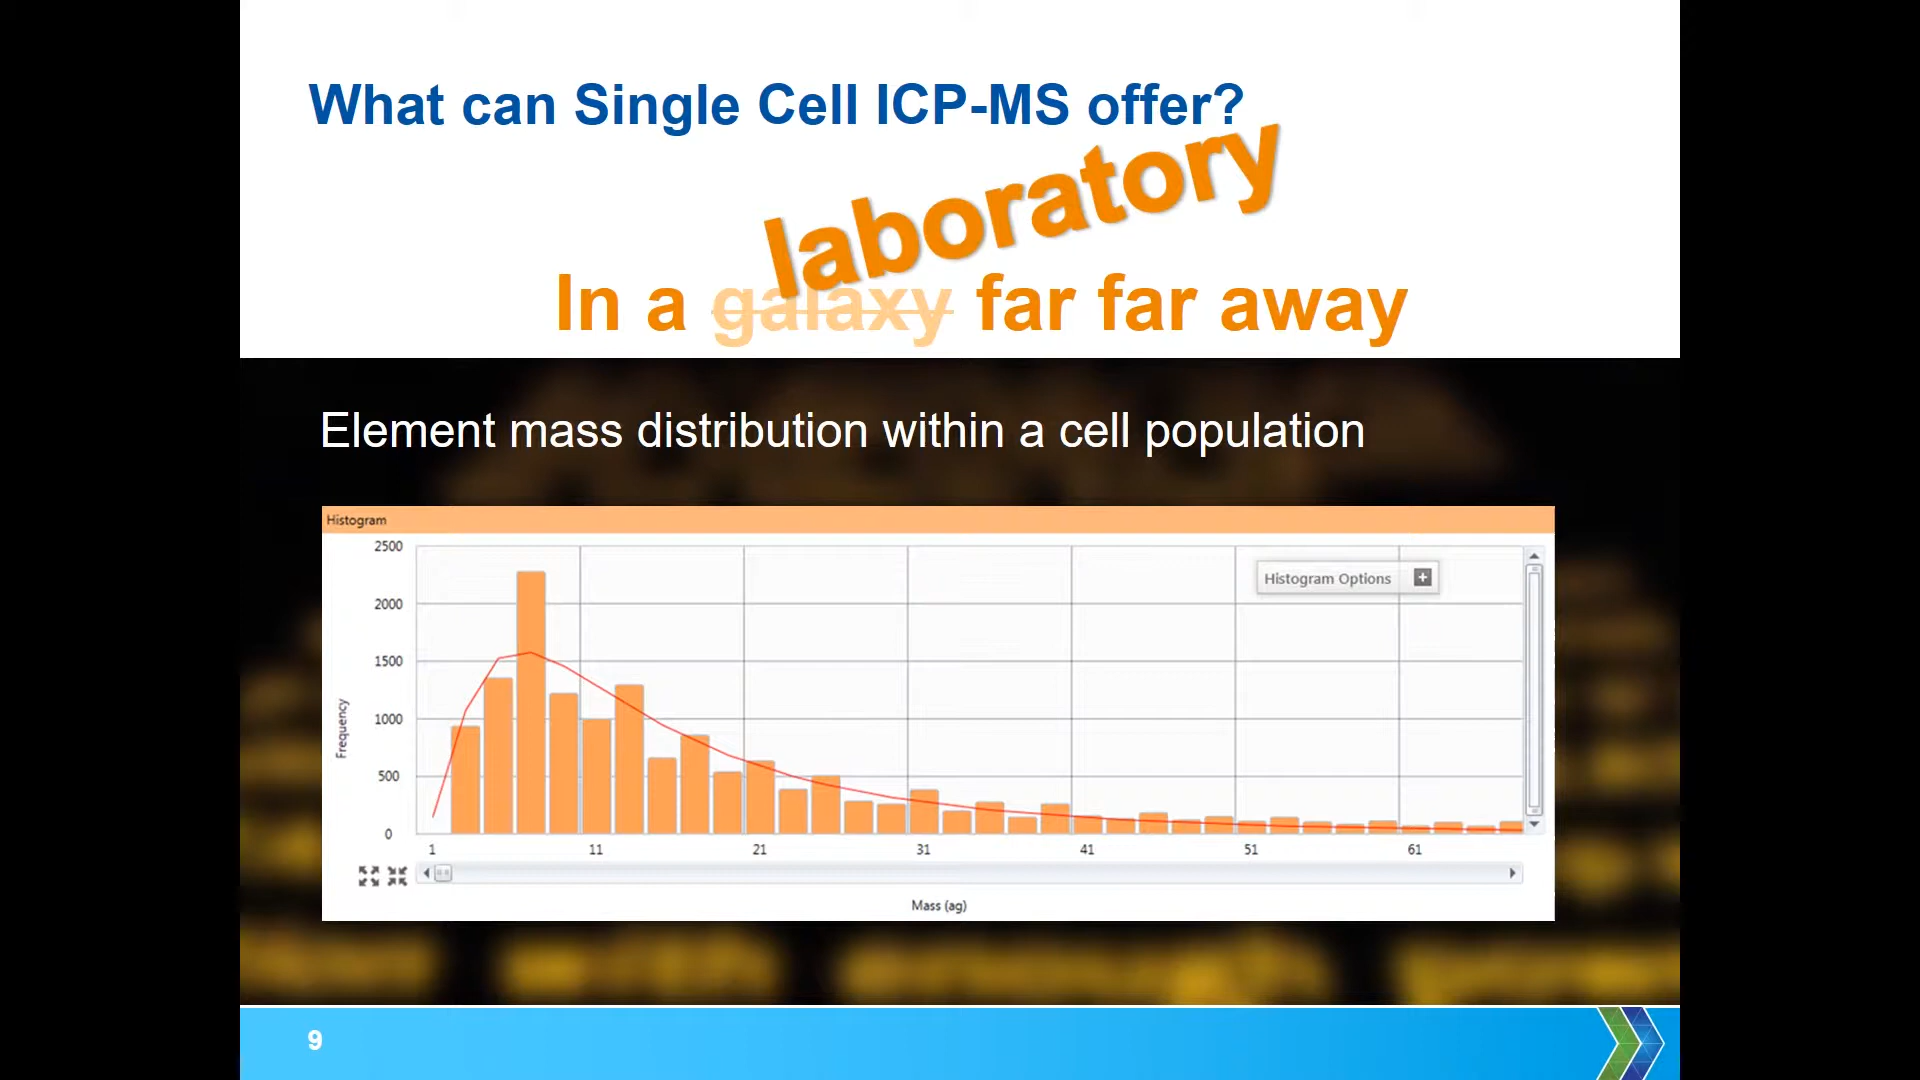 What can Single Cell ICP-MS offer?
laboratory
In a galaxy far far away
Element mass distribution within a cell population
Histogram
2500
2000
1500
1000
500
0
Frequency
Histogram Options
1 11 21 31 41 51 61
Mass (ag)
9